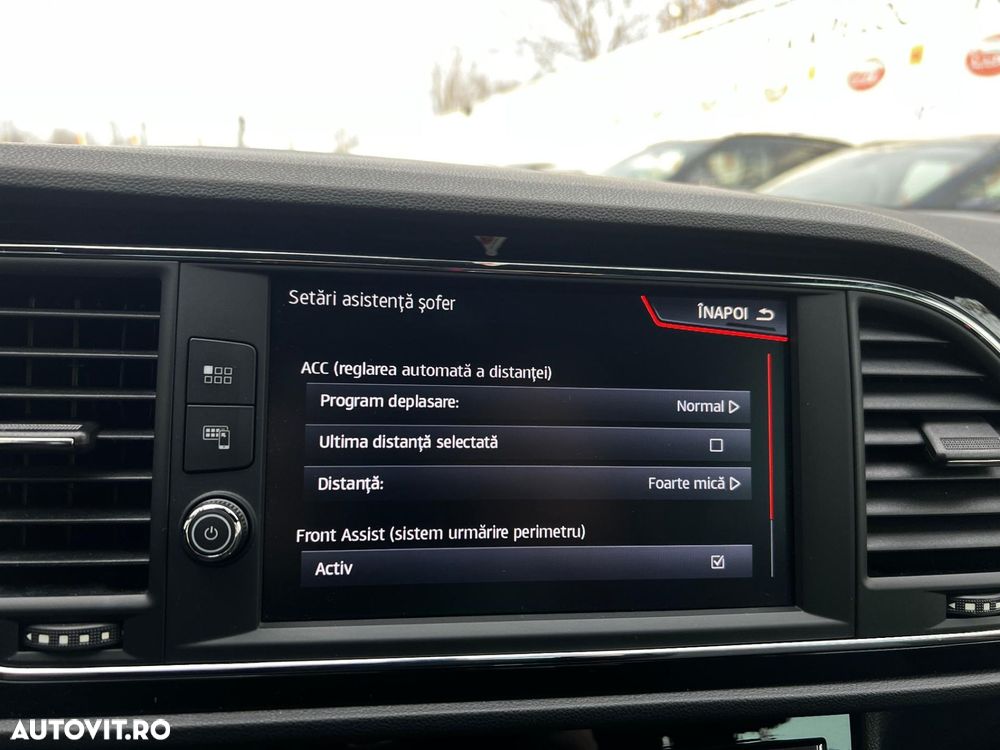 Setări asistență șofer
ÎNAPOI
ACC (reglarea automată a distanței)
Program deplasare: Normal
Ultima distanță selectată
Distanță: Foarte mică
Front Assist (sistem urmărire perimetru)
Activ
AUTOVIT.RO